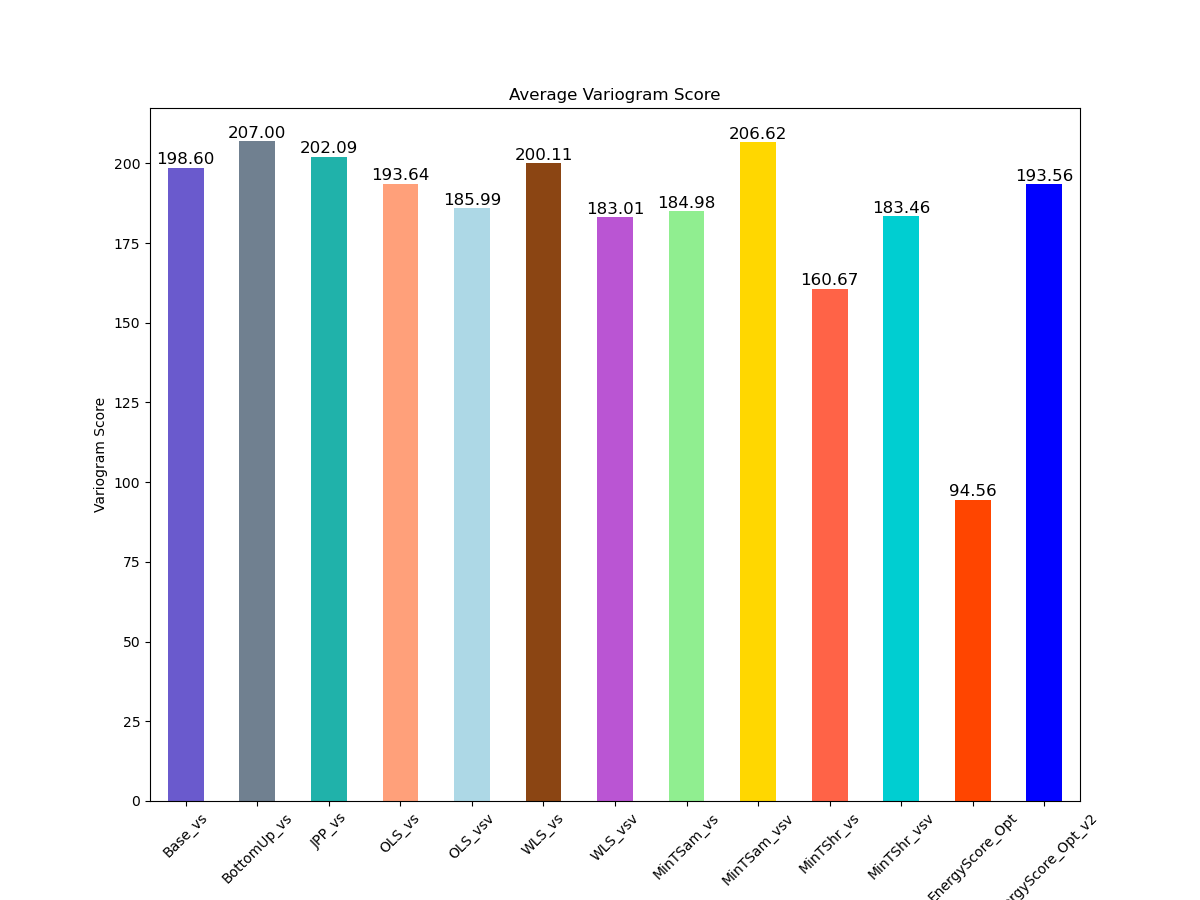 Average Variogram Score
207.00
206.62
202.09
200.11
198.60
193.64
193.56
185.99
184.98
183.01
183.46
160.67
94.56
Variogram Score
200
175
150
125
100
75
50
25
0
Base_vs
BottomUp_vs
JPP_vs
OLS_vs
OLS_vsv
WLS_vs
WLS_vsv
MinTSam_vs
MinTSam_vsv
MinTShr_vs
MinTShr_vsv
EnergyScore_Opt
rgyScore_Opt_v2